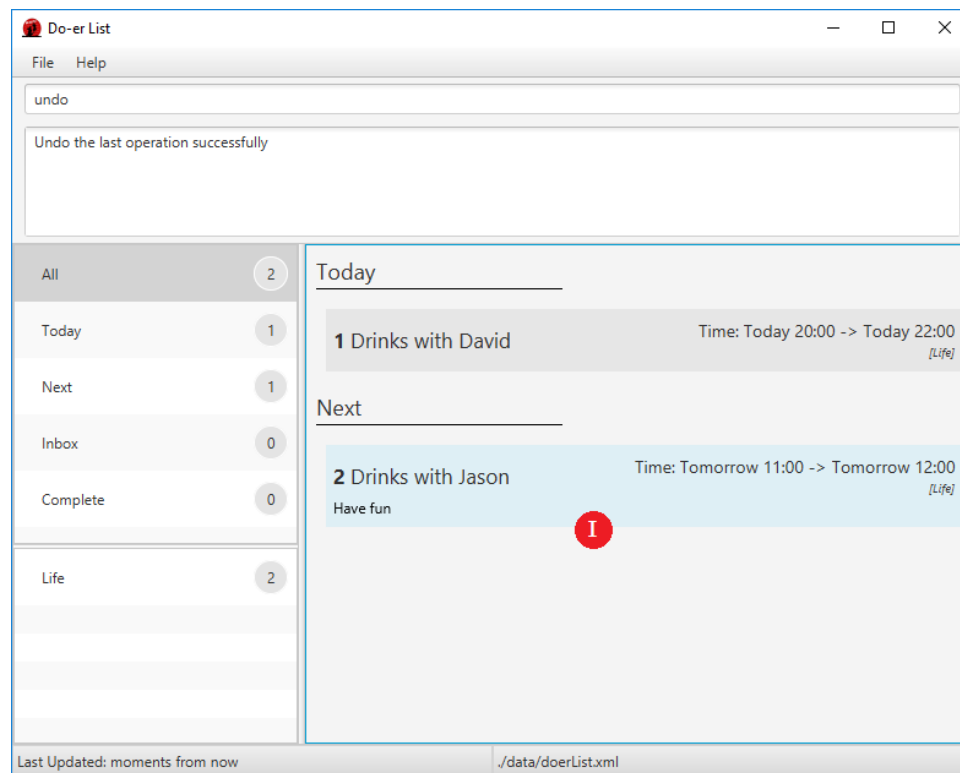 Do-er List
File Help
undo
Undo the last operation successfully
All 2
Today 1
Next 1
Inbox 0
Complete 0
Life 2
Today
1 Drinks with David Time: Today 20:00 -> Today 22:00
[Life]
Next
2 Drinks with Jason Time: Tomorrow 11:00 -> Tomorrow 12:00
[Life]
Have fun
I
Last Updated: moments from now ./data/doerList.xml